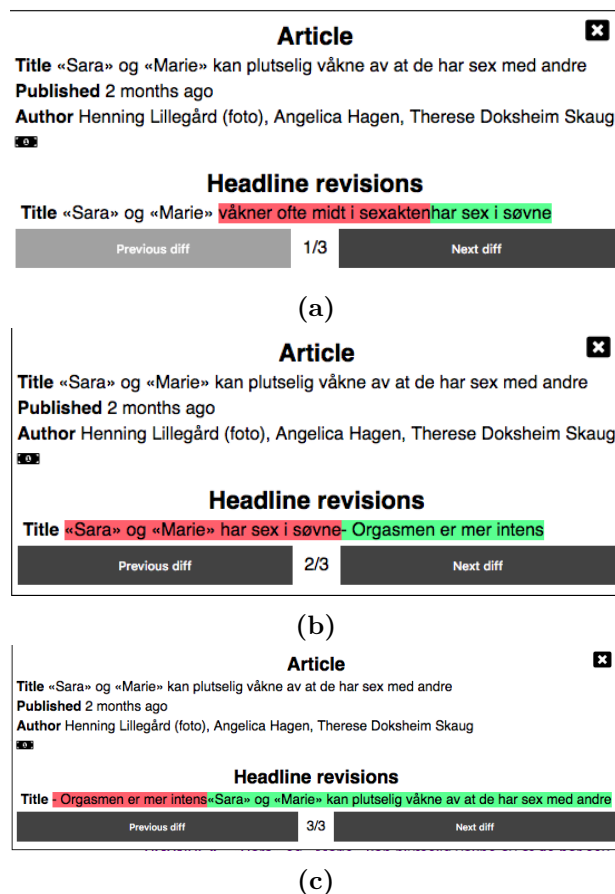 Article
Title «Sara» og «Marie» kan plutselig våkne av at de har sex med andre
Published 2 months ago
Author Henning Lillegård (foto), Angelica Hagen, Therese Doksheim Skaug
Headline revisions
Title «Sara» og «Marie» våkner ofte midt i sexaktenhar sex i søvne
Previous diff 1/3 Next diff
(a)
Article
Title «Sara» og «Marie» kan plutselig våkne av at de har sex med andre
Published 2 months ago
Author Henning Lillegård (foto), Angelica Hagen, Therese Doksheim Skaug
Headline revisions
Title «Sara» og «Marie» har sex i søvne- Orgasmen er mer intens
Previous diff 2/3 Next diff
(b)
Article
Title «Sara» og «Marie» kan plutselig våkne av at de har sex med andre
Published 2 months ago
Author Henning Lillegård (foto), Angelica Hagen, Therese Doksheim Skaug
Headline revisions
Title - Orgasmen er mer intens«Sara» og «Marie» kan plutselig våkne av at de har sex med andre
Previous diff 3/3 Next diff
(c)